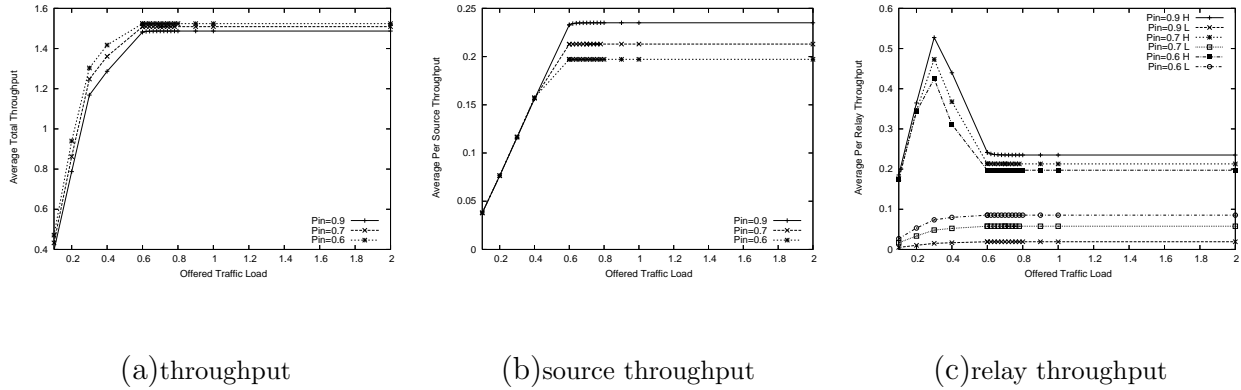 Average Total Throughput
1.6
1.4
1.2
1
0.8
0.6
0.4
0.2 0.4 0.6 0.8 1 1.2 1.4 1.6 1.8 2
Offered Traffic Load
Pin=0.9
Pin=0.7
Pin=0.6
(a)throughput
Average Per Source Throughput
0.25
0.2
0.15
0.1
0.05
0
0.2 0.4 0.6 0.8 1 1.2 1.4 1.6 1.8 2
Offered Traffic Load
Pin=0.9
Pin=0.7
Pin=0.6
(b)source throughput
Average Per Relay Throughput
0.6
0.5
0.4
0.3
0.2
0.1
0
0.2 0.4 0.6 0.8 1 1.2 1.4 1.6 1.8 2
Offered Traffic Load
Pin=0.9 H
Pin=0.9 L
Pin=0.7 H
Pin=0.7 L
Pin=0.6 H
Pin=0.6 L
(c)relay throughput